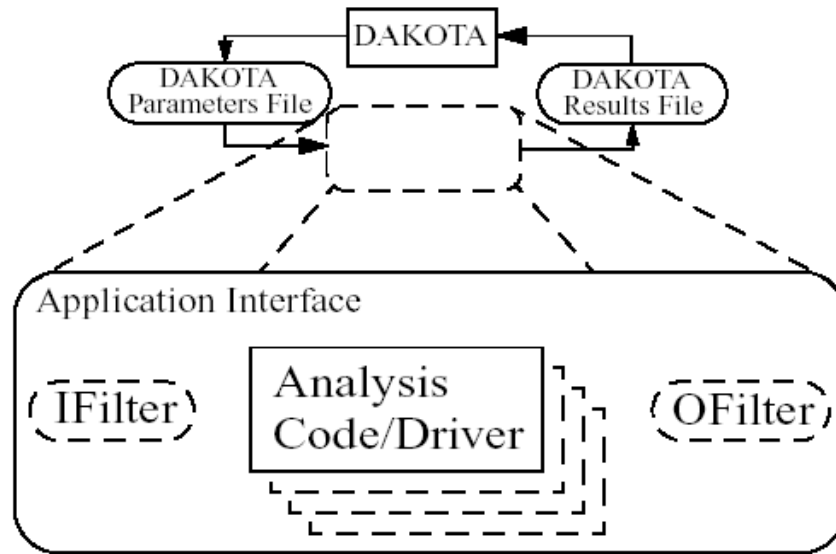 DAKOTA
DAKOTA
Parameters File
DAKOTA
Results File
Application Interface
IFilter
Analysis
Code/Driver
OFilter